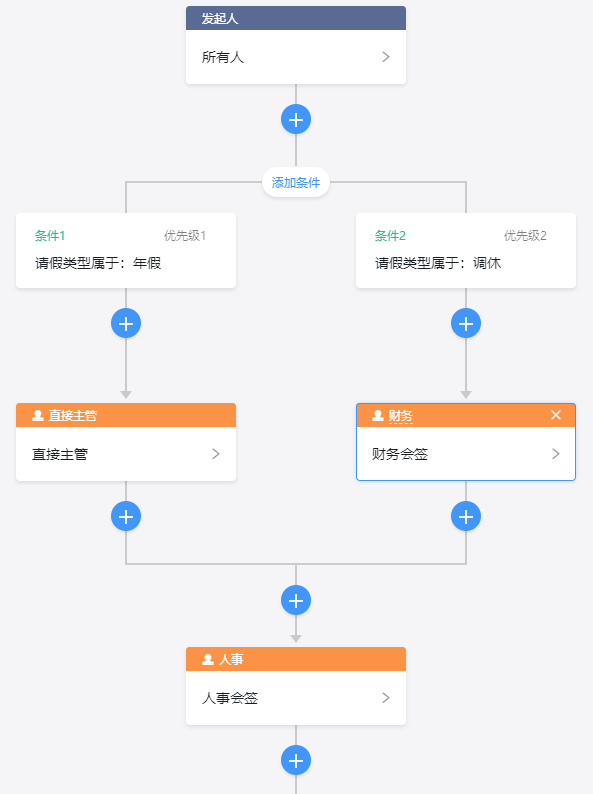 发起人
所有人
添加条件
条件1 优先级1
请假类型属于：年假
条件2 优先级2
请假类型属于：调休
直接主管
直接主管
财务
财务会签
人事
人事会签